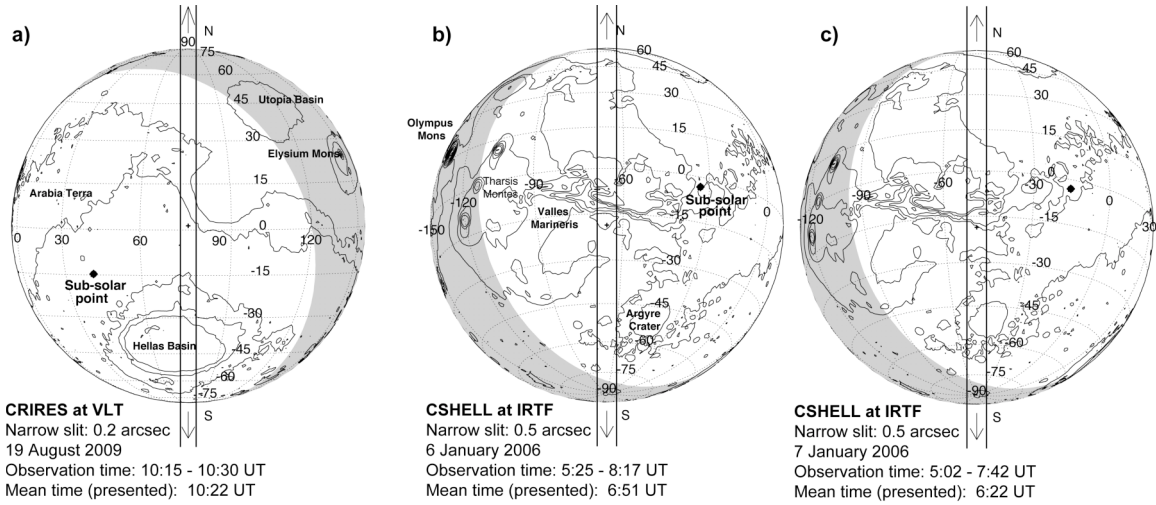 a)
N
90
75
60
45
Utopia Basin
30
Elysium Mons
15
Arabia Terra
0
30
60
90
0
120
-15
Sub-solar
point
-30
Hellas Basin
-45
-60
-75
S
CRIRES at VLT
Narrow slit: 0.2 arcsec
19 August 2009
Observation time: 10:15 - 10:30 UT
Mean time (presented): 10:22 UT
b)
N
60
45
30
Olympus
Mons
15
0
Tharsis
Montes
-90
-60
-120
Sub-solar
point
-15
0
Valles
Marineris
-150
-30
-45
Argyre
Crater
-60
-75
-90
S
CSHELL at IRTF
Narrow slit: 0.5 arcsec
6 January 2006
Observation time: 5:25 - 8:17 UT
Mean time (presented): 6:51 UT
c)
N
60
45
30
15
0
-90
-60
-30
0
-120
-15
30
-30
-45
-60
-75
-90
S
CSHELL at IRTF
Narrow slit: 0.5 arcsec
7 January 2006
Observation time: 5:02 - 7:42 UT
Mean time (presented): 6:22 UT